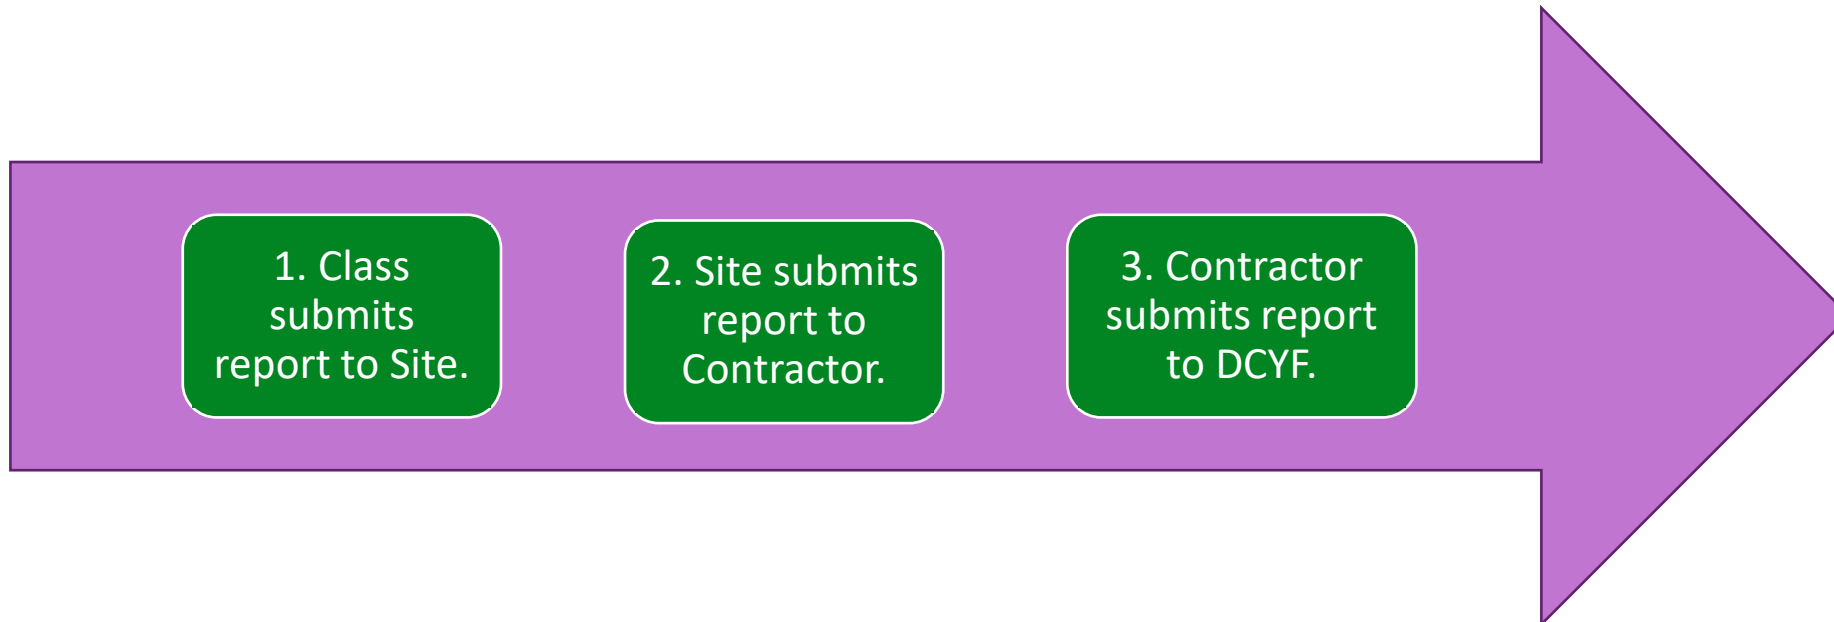 1. Class
submits
report to Site.
2. Site submits
report to
Contractor.
3. Contractor
submits report
to DCYF.